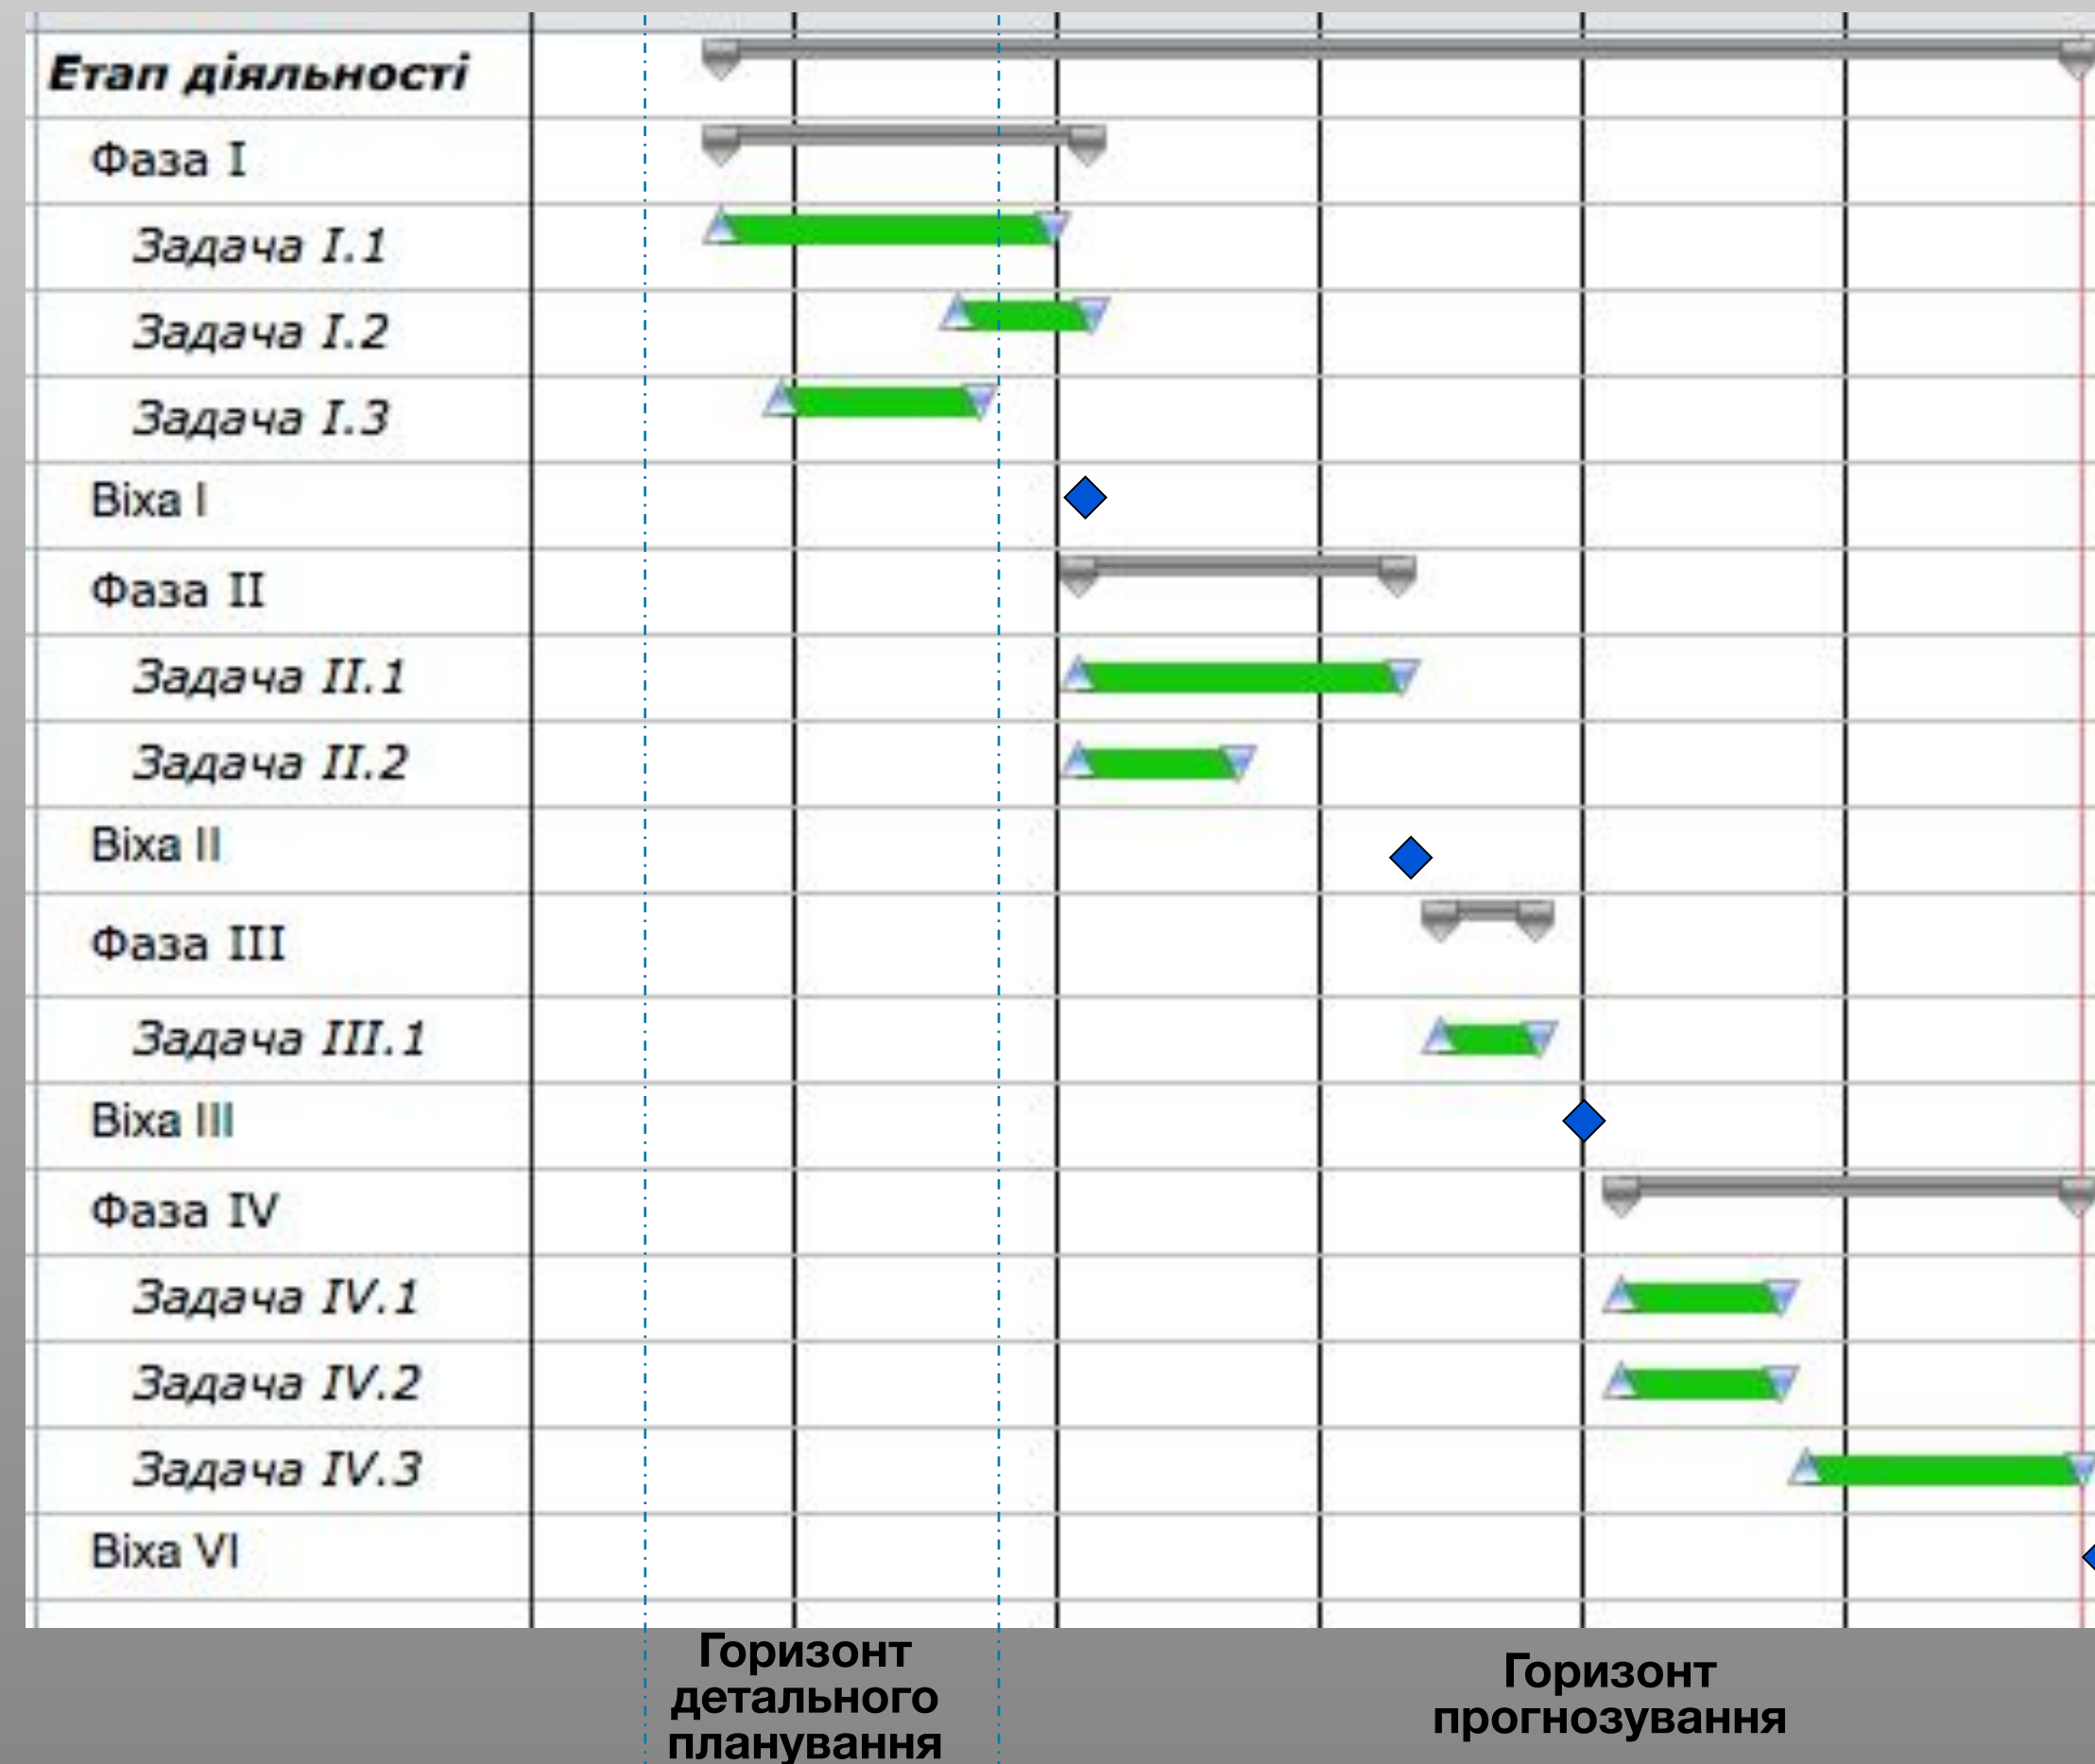 Етап діяльності
Фаза I
Задача I.1
Задача I.2
Задача I.3
Віха I
Фаза II
Задача II.1
Задача II.2
Віха II
Фаза III
Задача III.1
Віха III
Фаза IV
Задача IV.1
Задача IV.2
Задача IV.3
Віха VI
Горизонт
детального
планування
Горизонт
прогнозування